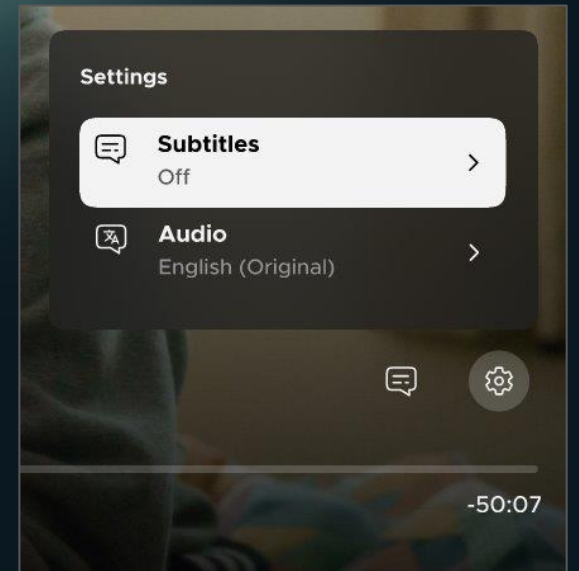 Settings
Subtitles
Off
Audio
English (Original)
-50:07